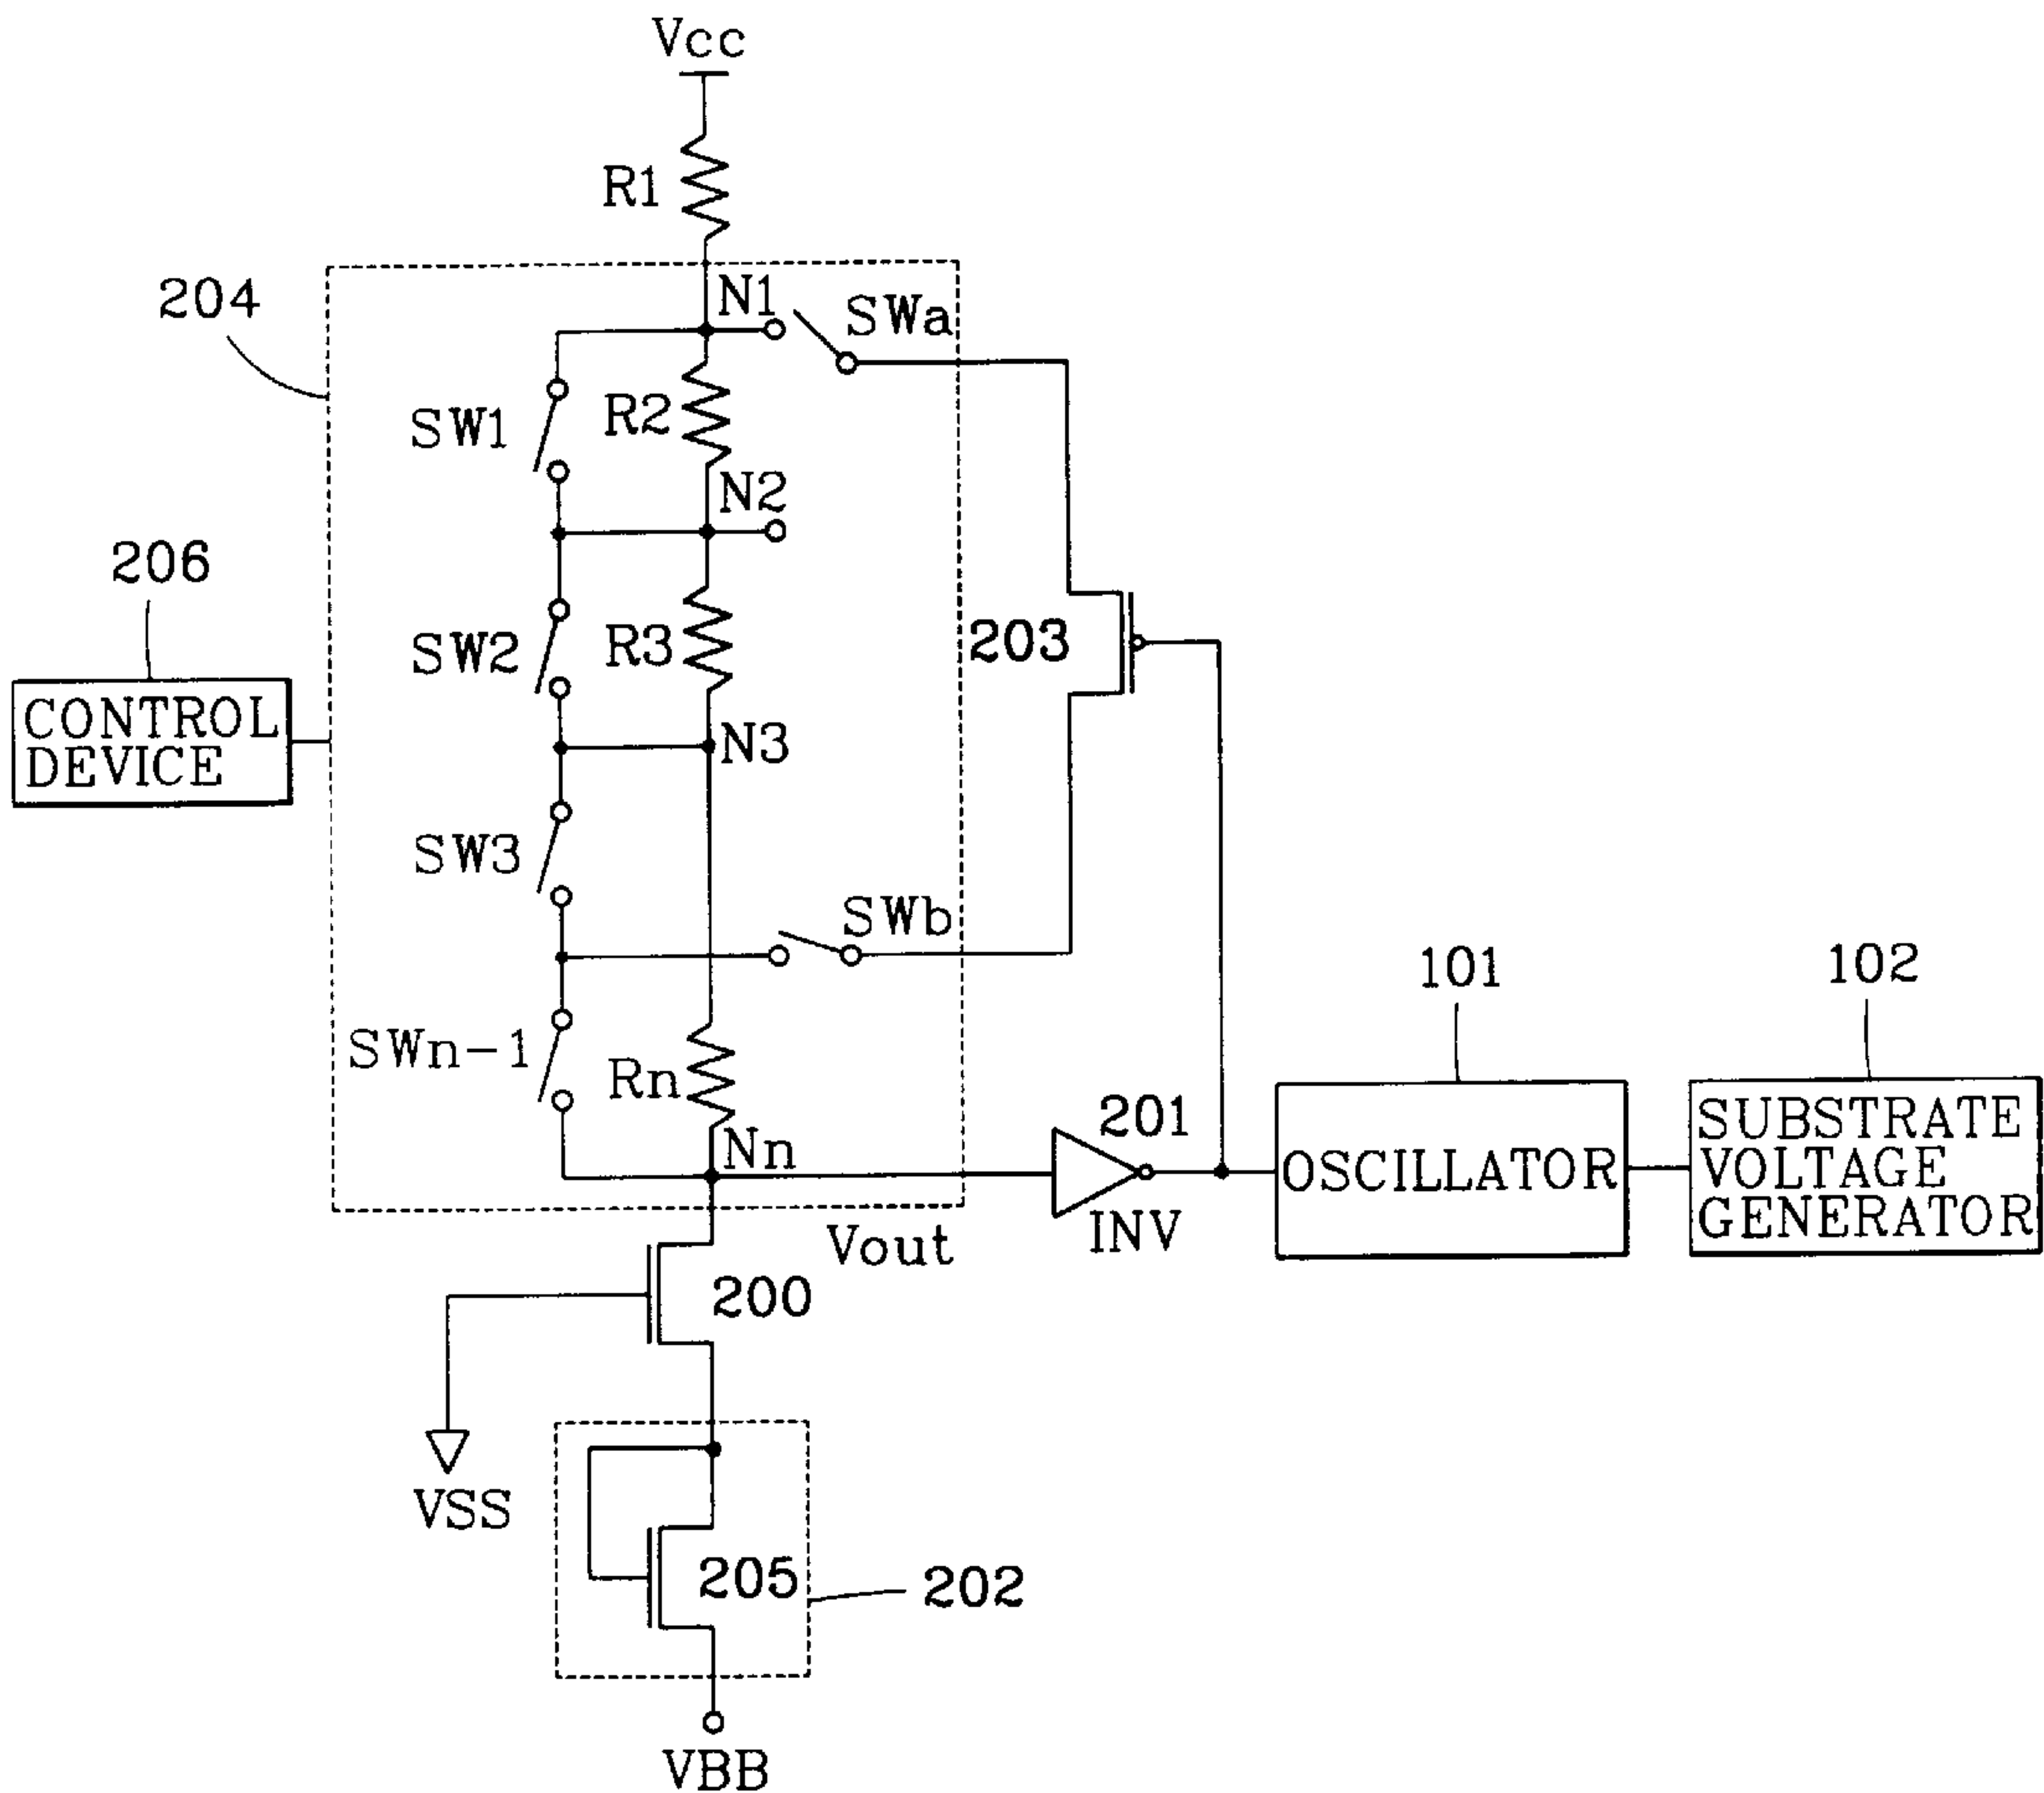 Vcc
R1
204
N1
SWa
SW1
R2
N2
206
SW2
R3
203
CONTROL
DEVICE
N3
SW3
SWb
101
102
SWn-1
Rn
Nn
201
OSCILLATOR
SUBSTRATE
VOLTAGE
GENERATOR
INV
Vout
200
VSS
205
202
VBB